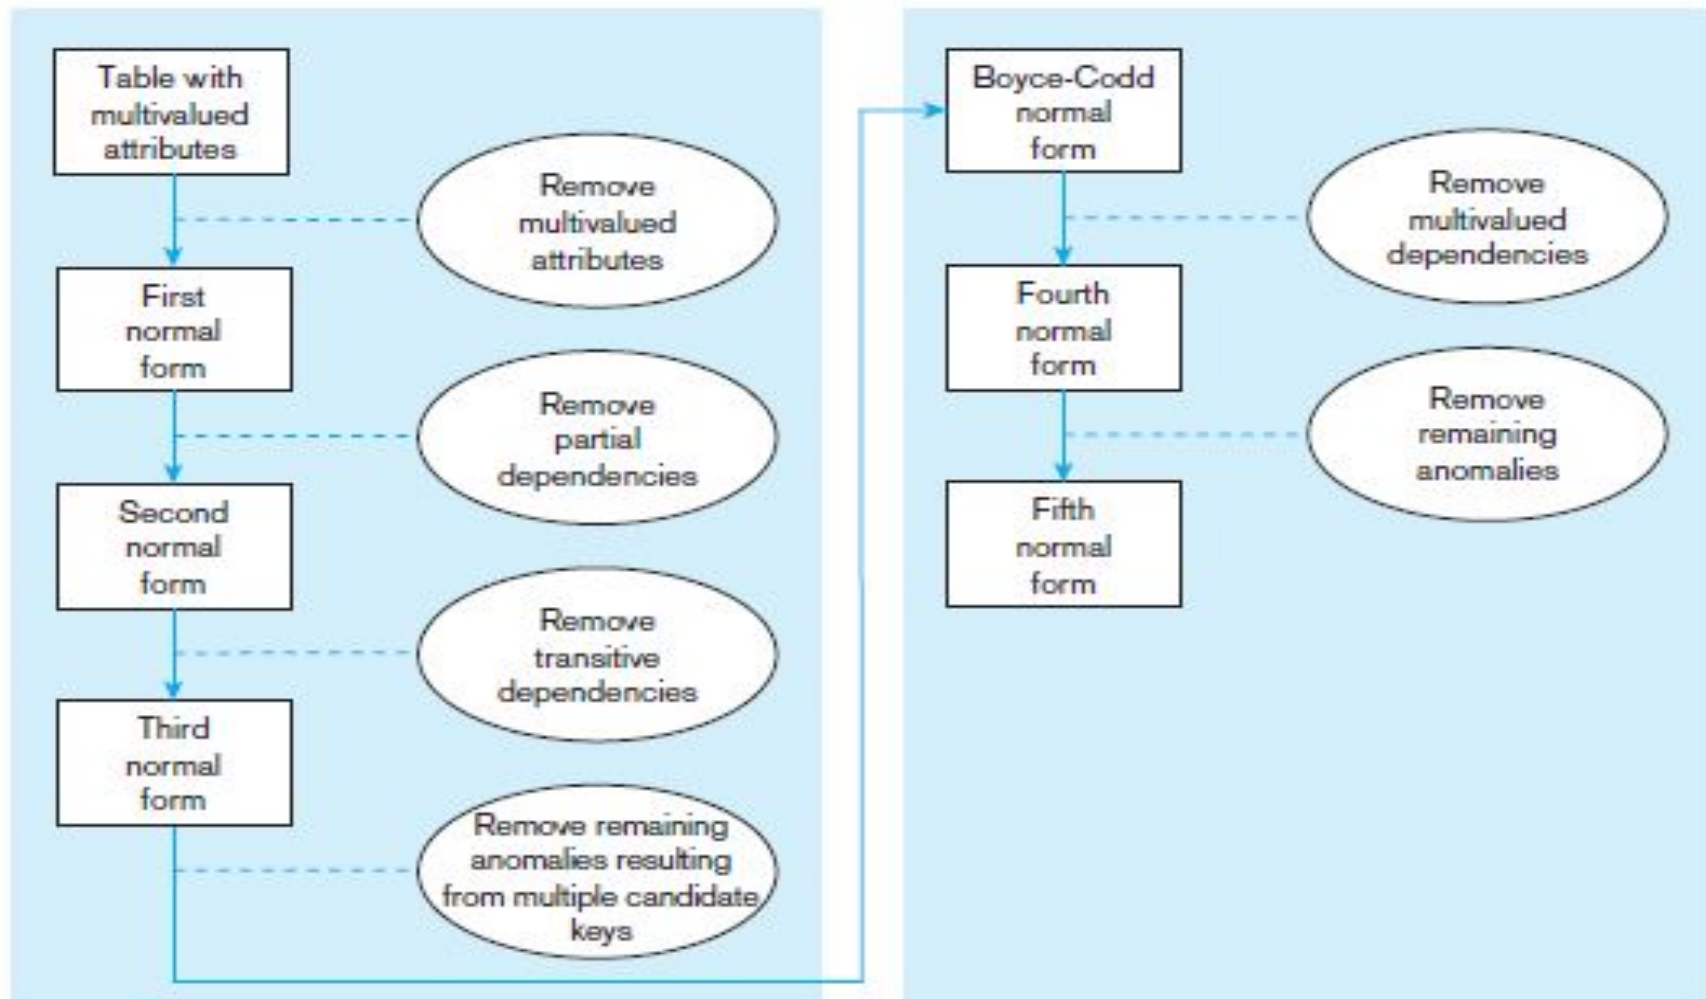 Table with
multivalued
attributes
Remove
multivalued
attributes
First
normal
form
Remove
partial
dependencies
Second
normal
form
Remove
transitive
dependencies
Third
normal
form
Remove remaining
anomalies resulting
from multiple candidate
keys
Boyce-Codd
normal
form
Remove
multivalued
dependencies
Fourth
normal
form
Remove
remaining
anomalies
Fifth
normal
form